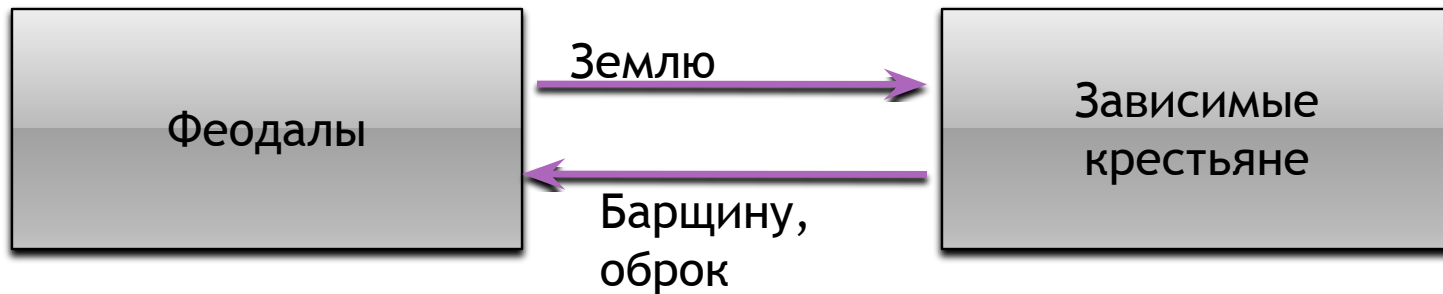 Феодалы
Землю
Барщину,
оброк
Зависимые
крестьяне